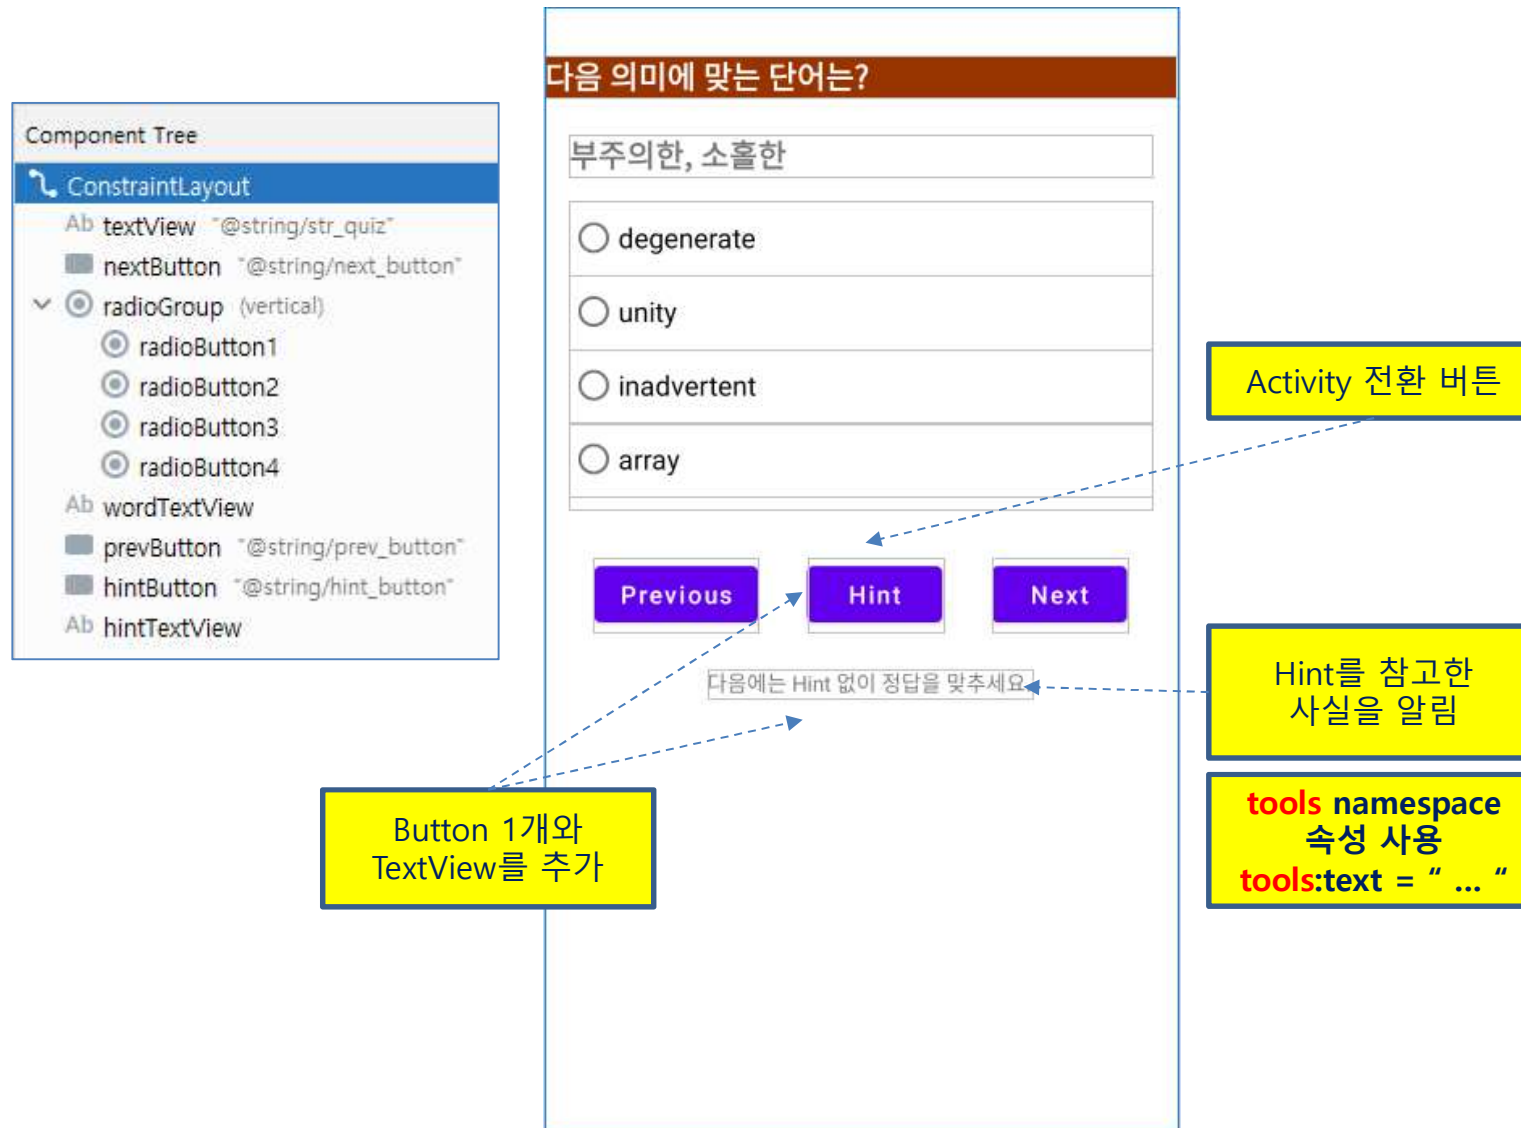 Component Tree
ConstraintLayout
Ab textView "@string/str_quiz"
nextButton "@string/next_button"
radioGroup (vertical)
radioButton1
radioButton2
radioButton3
radioButton4
Ab wordTextView
prevButton "@string/prev_button"
hintButton "@string/hint_button"
Ab hintTextView
다음 의미에 맞는 단어는?
부주의한, 소홀한
degenerate
unity
inadvertent
array
Previous
Hint
Next
다음에는 Hint 없이 정답을 맞추세요.
Button 1개와
TextView를 추가
Activity 전환 버튼
Hint를 참고한
사실을 알림
tools namespace
속성 사용
tools:text = “ ... “